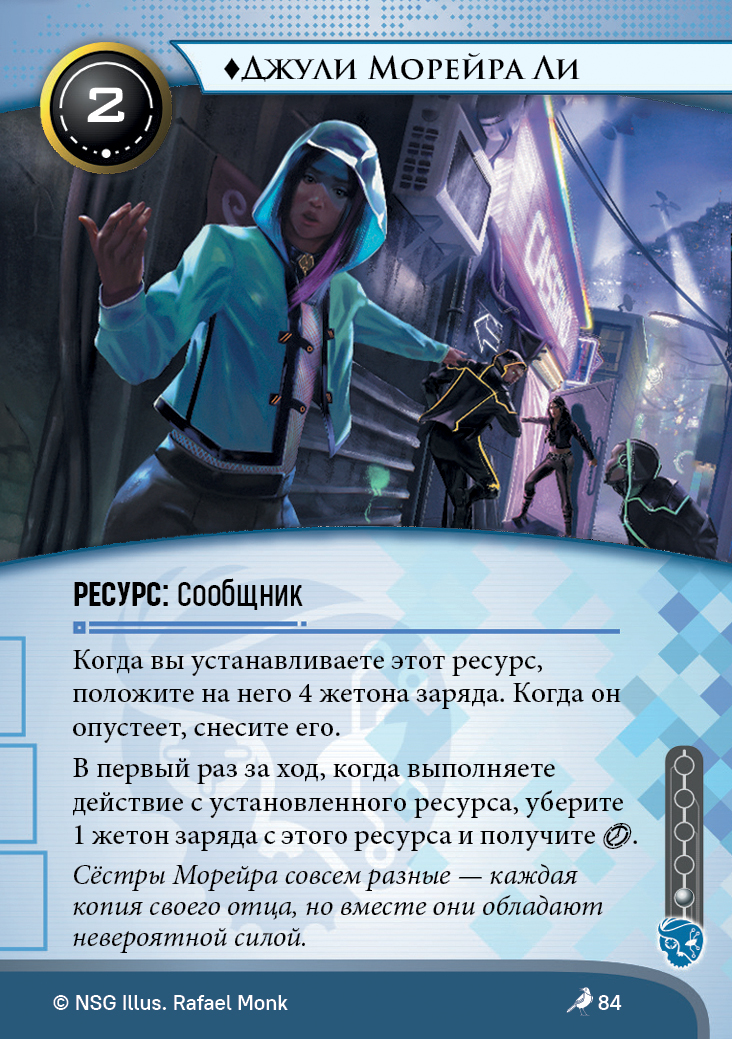 2
♦Джули Морейра Ли
РЕСУРС: Сообщник
Когда вы устанавливаете этот ресурс,
положите на него 4 жетона заряда. Когда он
опустеет, снесите его.
В первый раз за ход, когда выполняете
действие с установленного ресурса, уберите
1 жетон заряда с этого ресурса и получите .
Сёстры Морейра совсем разные — каждая
копия своего отца, но вместе они обладают
невероятной силой.
© NSG Illus. Rafael Monk
84